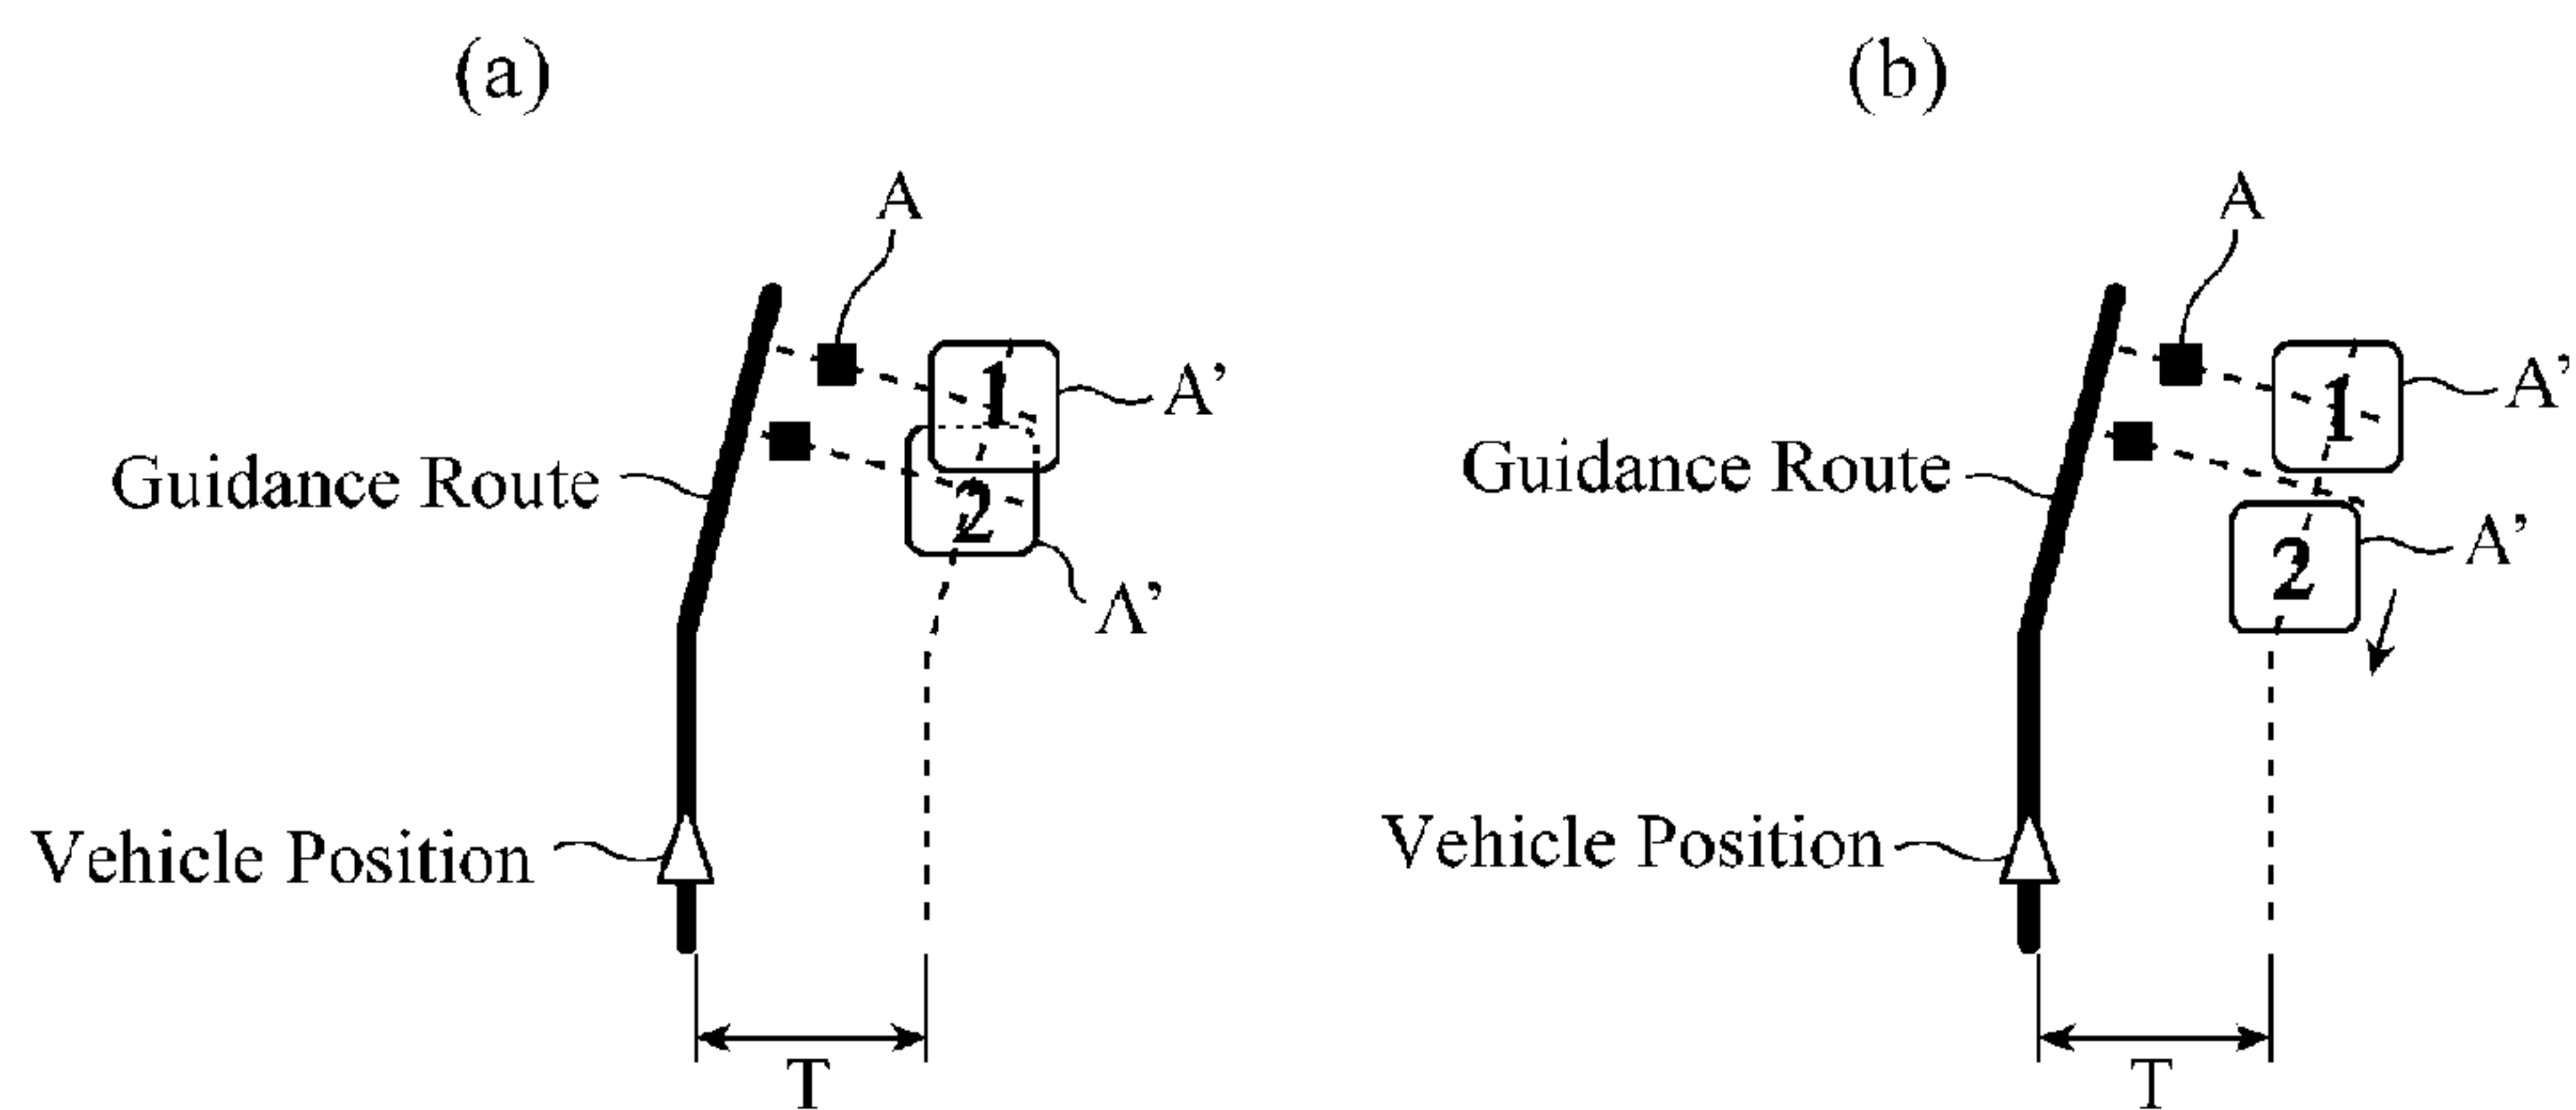 (a)
(b)
A
A
1
A'
1
A'
Guidance Route
2
A'
Guidance Route
2
A'
Vehicle Position
Vehicle Position
T
T